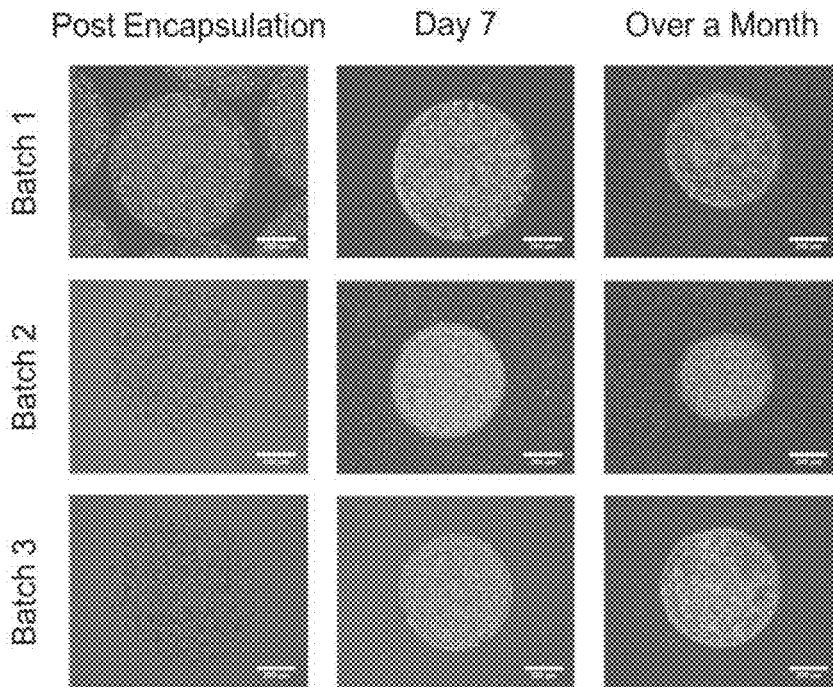 Post Encapsulation
Day 7
Over a Month
Batch 1
Batch 2
Batch 3